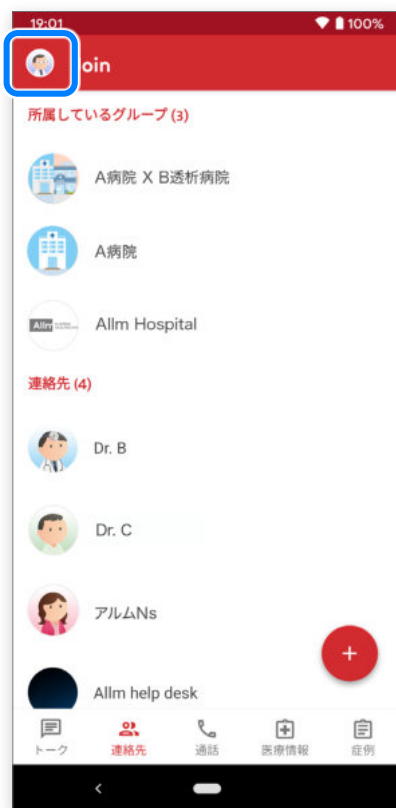 19:01
100%
oin
所属しているグループ (3)
A病院 X B透析病院
A病院
Allm
Allm Hospital
連絡先 (4)
Dr. B
Dr. C
アルムNs
Allm help desk
トーク
連絡先
通話
医療情報
症例